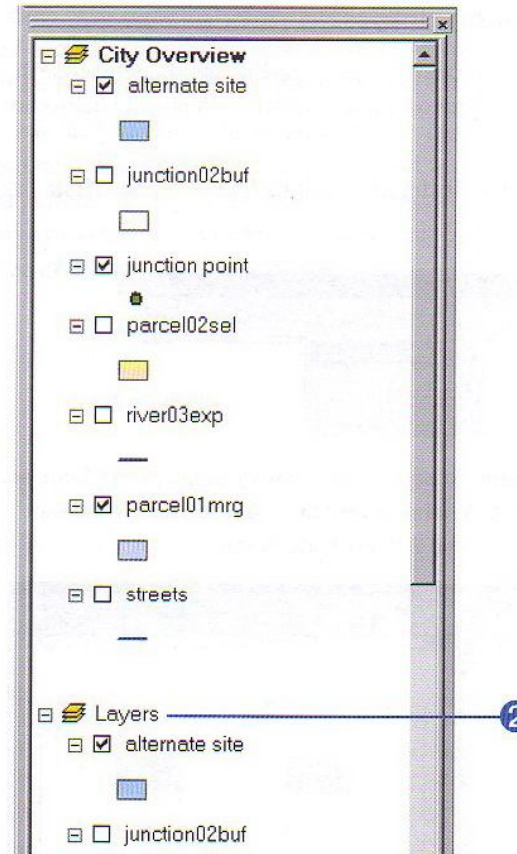 City Overview
alternate site
junction02buf
junction point
parcel02sel
river03exp
parcel01mrg
streets
Layers
2
alternate site
junction02buf